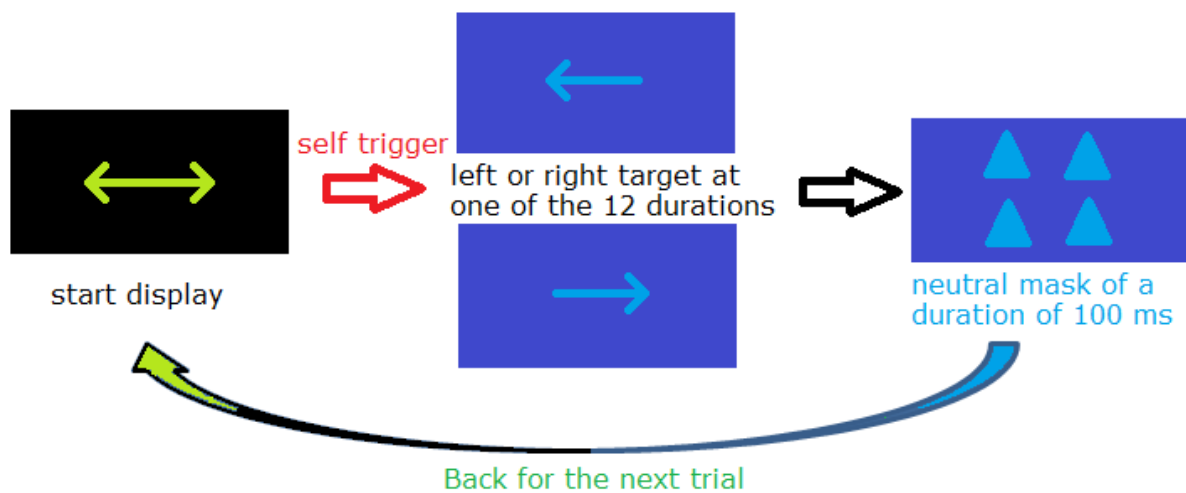 start display
self trigger
left or right target at
one of the 12 durations
neutral mask of a
duration of 100 ms
Back for the next trial